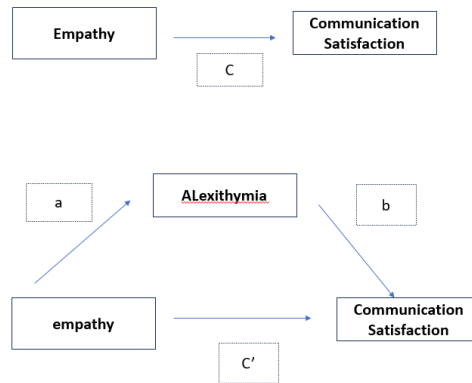 Empathy
Communication
Satisfaction
C
a
ALexithymia
b
empathy
Communication
Satisfaction
C’